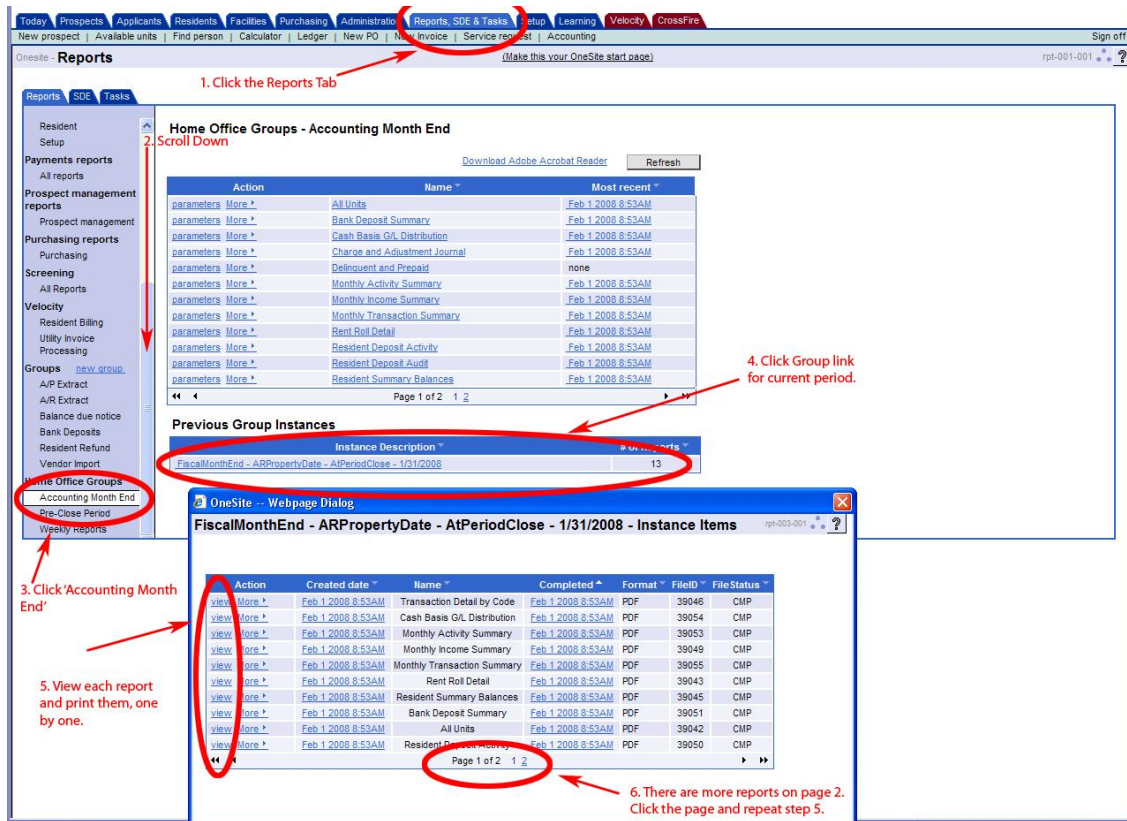 Today Prospects Applicants Residents Facilities Purchasing Administration Reports, SDE & Tasks Setup Learning Velocity CrossFire
New prospect | Available units | Find person | Calculator | Ledger | New PO | New Invoice | Service request | Accounting Sign off
Onesite - Reports (Make this your OneSite start page) rpt-001-001 ?
1. Click the Reports Tab
Reports SDE Tasks
Resident
Setup
Payments reports
All reports
Prospect management
reports
Prospect management
Purchasing reports
Purchasing
Screening
All Reports
Velocity
Resident Billing
Utility Invoice
Processing
Groups new group
A/P Extract
A/R Extract
Balance due notice
Bank Deposits
Resident Refund
Vendor Import
Home Office Groups
Accounting Month End
Pre-Close Period
Weekly Reports
2. Scroll Down
3. Click 'Accounting Month
End'
Home Office Groups - Accounting Month End
Download Adobe Acrobat Reader Refresh
Action Name Most recent
parameters More All Units Feb 1 2008 8:53AM
parameters More Bank Deposit Summary Feb 1 2008 8:53AM
parameters More Cash Basis G/L Distribution Feb 1 2008 8:53AM
parameters More Charge and Adjustment Journal Feb 1 2008 8:53AM
parameters More Delinquent and Prepaid none
parameters More Monthly Activity Summary Feb 1 2008 8:53AM
parameters More Monthly Income Summary Feb 1 2008 8:53AM
parameters More Monthly Transaction Summary Feb 1 2008 8:53AM
parameters More Rent Roll Detail Feb 1 2008 8:53AM
parameters More Resident Deposit Activity Feb 1 2008 8:53AM
parameters More Resident Deposit Audit Feb 1 2008 8:53AM
parameters More Resident Summary Balances Feb 1 2008 8:53AM
Page 1 of 2 1 2
4. Click Group link
for current period.
Previous Group Instances
Instance Description # of Reports
FiscalMonthEnd - ARPropertyDate - AtPeriodClose - 1/31/2008 13
OneSite -- Webpage Dialog
FiscalMonthEnd - ARPropertyDate - AtPeriodClose - 1/31/2008 - Instance Items rpt-003-001 ?
Action Created date Name Completed Format FileID FileStatus
view More Feb 1 2008 8:53AM Transaction Detail by Code Feb 1 2008 8:53AM PDF 39046 CMP
view More Feb 1 2008 8:53AM Cash Basis G/L Distribution Feb 1 2008 8:53AM PDF 39054 CMP
view More Feb 1 2008 8:53AM Monthly Activity Summary Feb 1 2008 8:53AM PDF 39053 CMP
view More Feb 1 2008 8:53AM Monthly Income Summary Feb 1 2008 8:53AM PDF 39049 CMP
view More Feb 1 2008 8:53AM Monthly Transaction Summary Feb 1 2008 8:53AM PDF 39055 CMP
view More Feb 1 2008 8:53AM Rent Roll Detail Feb 1 2008 8:53AM PDF 39043 CMP
view More Feb 1 2008 8:53AM Resident Summary Balances Feb 1 2008 8:53AM PDF 39045 CMP
view More Feb 1 2008 8:53AM Bank Deposit Summary Feb 1 2008 8:53AM PDF 39051 CMP
view More Feb 1 2008 8:53AM All Units Feb 1 2008 8:53AM PDF 39042 CMP
view More Feb 1 2008 8:53AM Resident Deposit Activity Feb 1 2008 8:53AM PDF 39050 CMP
Page 1 of 2 1 2
5. View each report
and print them, one
by one.
6. There are more reports on page 2.
Click the page and repeat step 5.